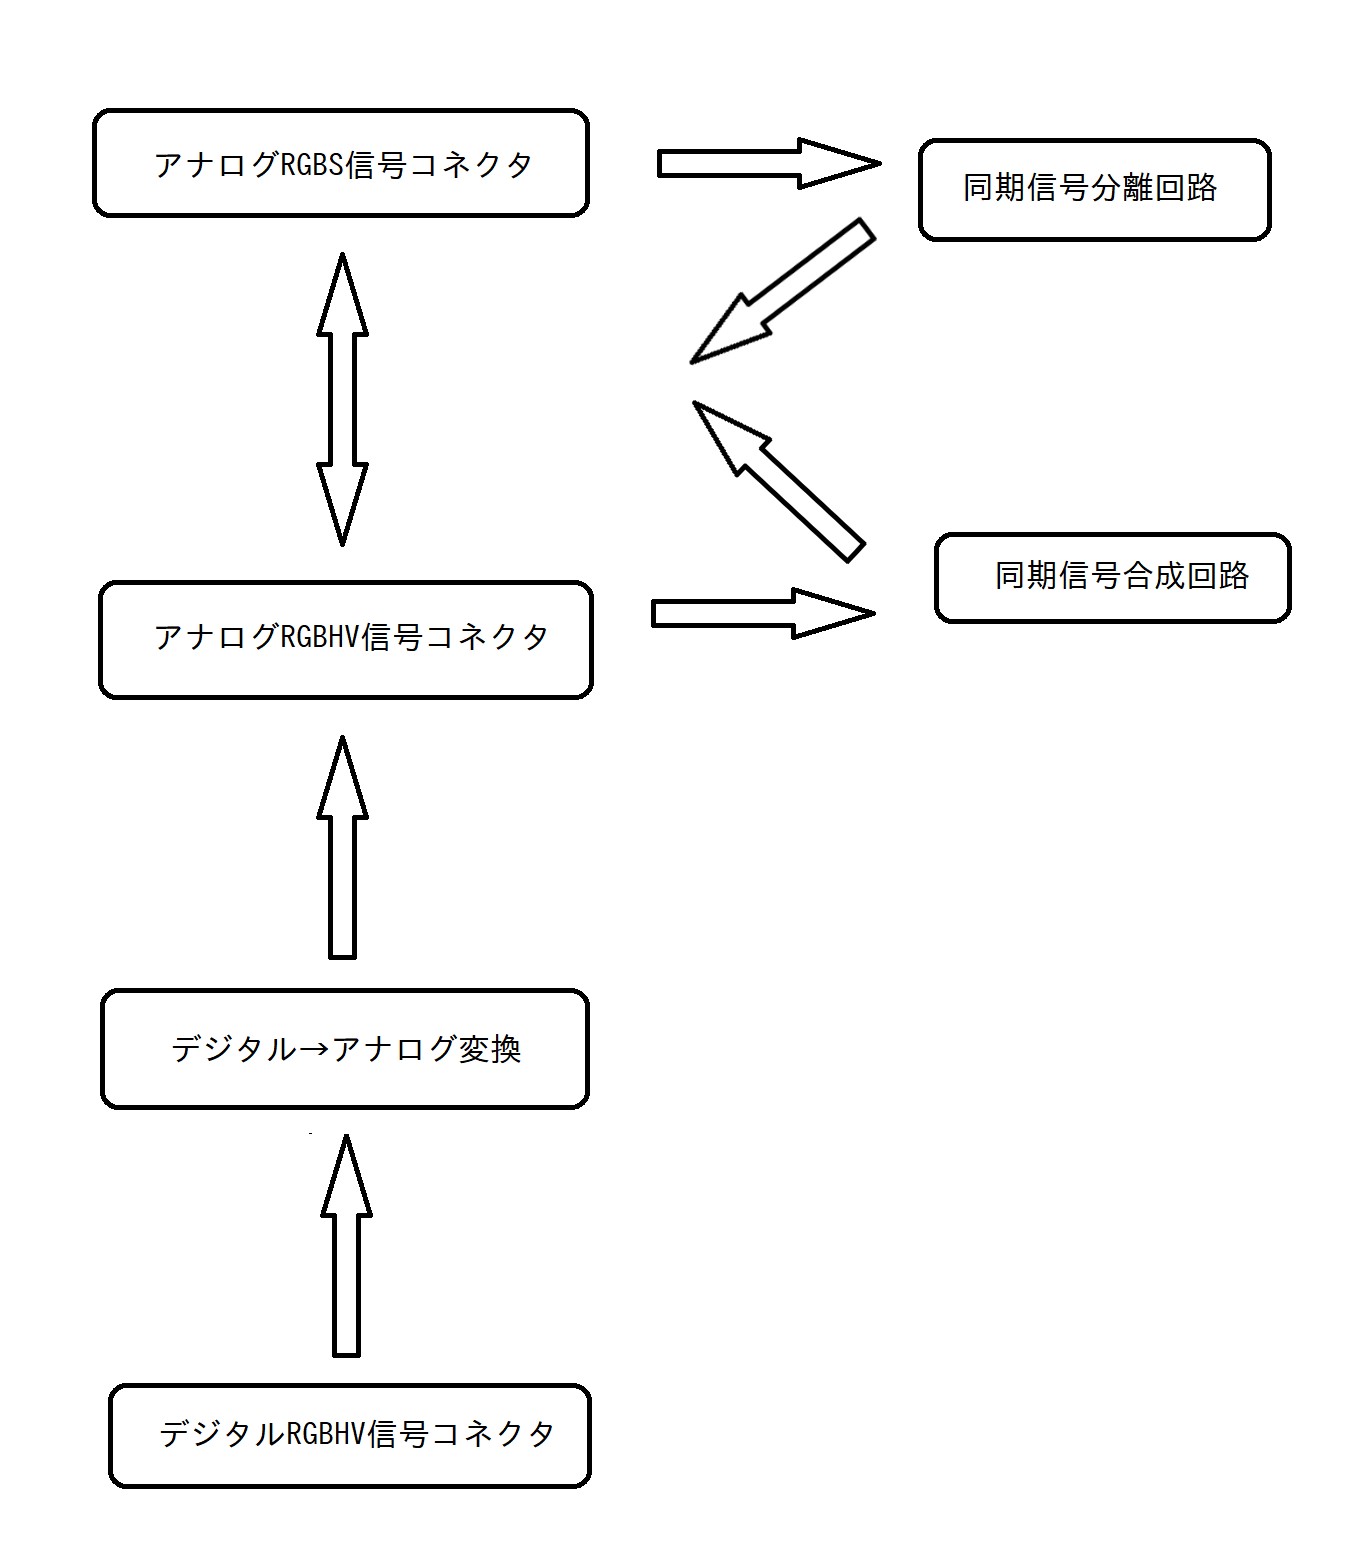 アナログRGBS信号コネクタ
同期信号分離回路
同期信号合成回路
アナログRGBHV信号コネクタ
デジタル→アナログ変換
デジタルRGBHV信号コネクタ